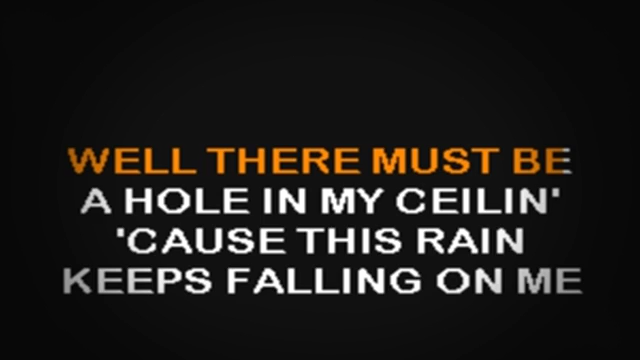 WELL THERE MUST BE
A HOLE IN MY CEILIN'
'CAUSE THIS RAIN
KEEPS FALLING ON ME